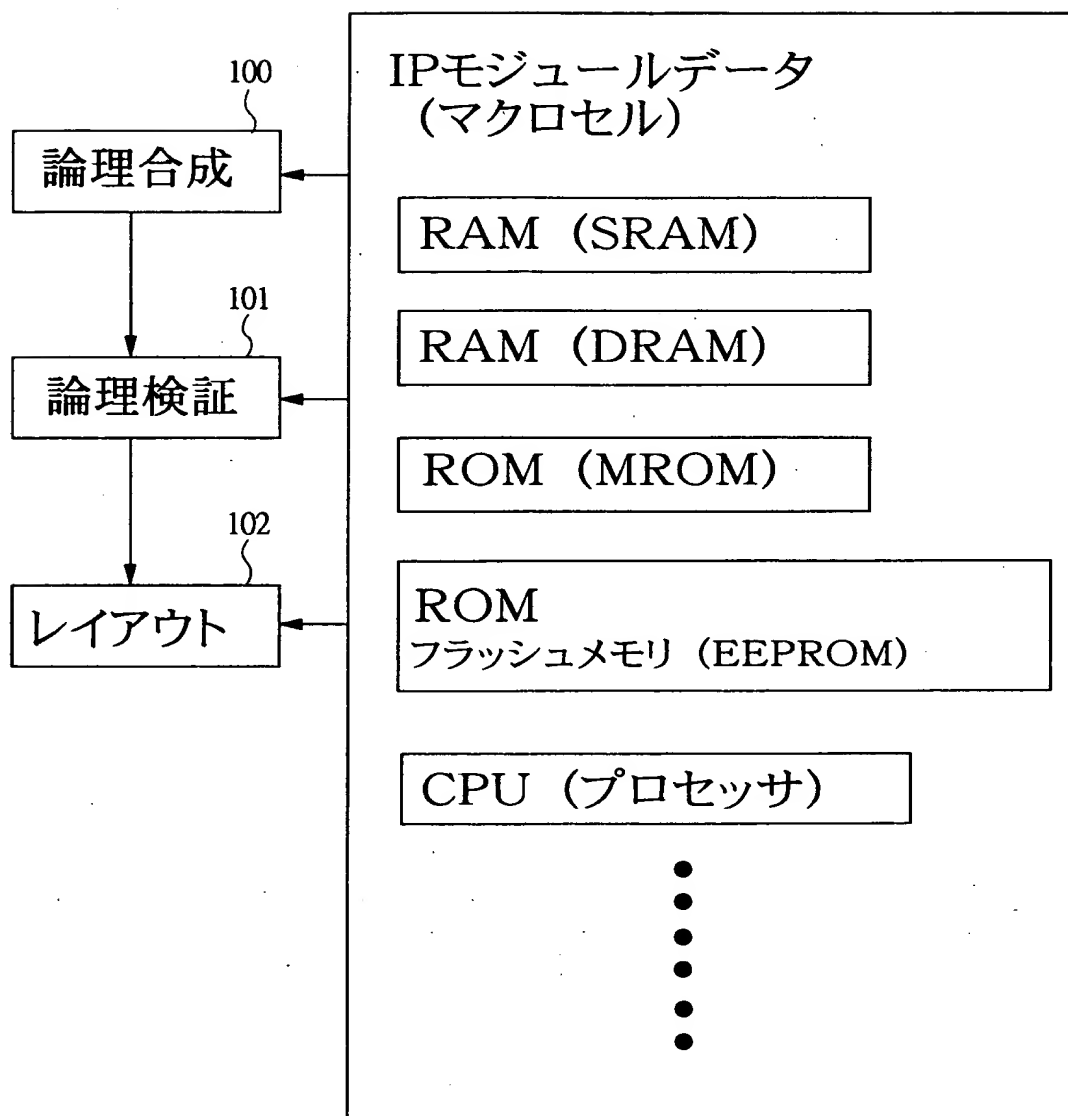 100
論理合成
101
論理検証
102
レイアウト
IPモジュールデータ
(マクロセル)
RAM (SRAM)
RAM (DRAM)
ROM (MROM)
ROM
フラッシュメモリ (EEPROM)
CPU (プロセッサ)